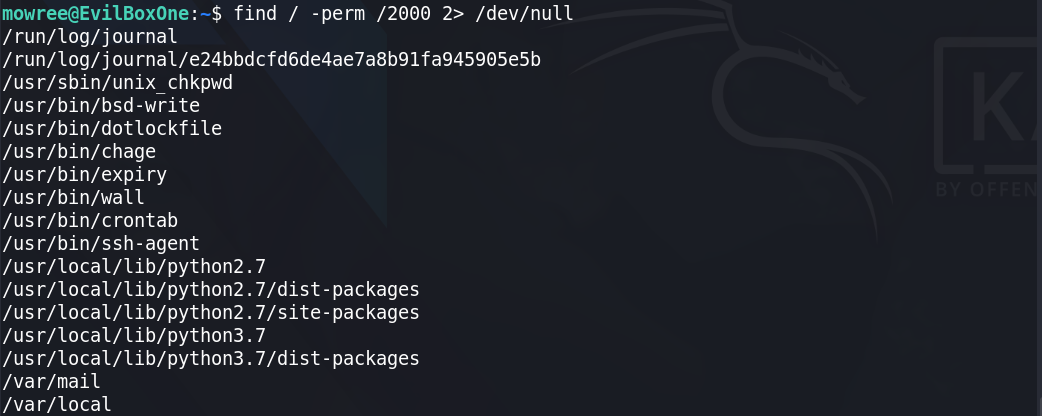 mowree@EvilBoxOne:~$ find / -perm /2000 2> /dev/null
/run/log/journal
/run/log/journal/e24bbdcfd6de4ae7a8b91fa945905e5b
/usr/sbin/unix_chkpwd
/usr/bin/bsd-write
/usr/bin/dotlockfile
/usr/bin/chage
/usr/bin/expiry
/usr/bin/wall
/usr/bin/crontab
/usr/bin/ssh-agent
/usr/local/lib/python2.7
/usr/local/lib/python2.7/dist-packages
/usr/local/lib/python2.7/site-packages
/usr/local/lib/python3.7
/usr/local/lib/python3.7/dist-packages
/var/mail
/var/local
KA
BY OFFEN